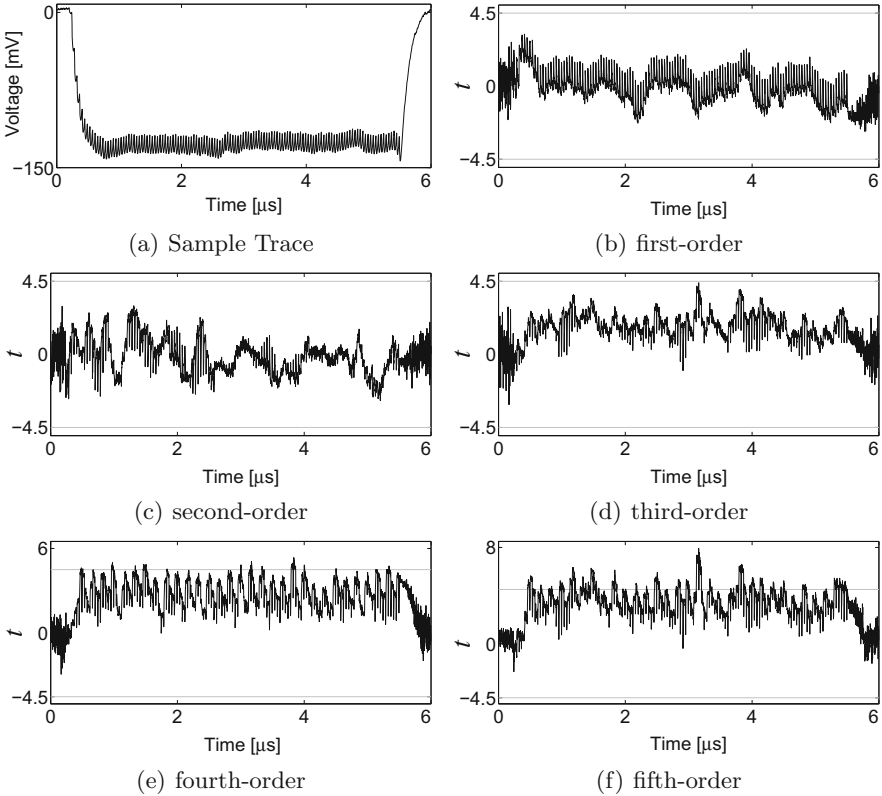 0
Voltage [mV]
−150
0 2 4 6
Time [μs]
(a) Sample Trace
4.5
t
0
−4.5
0 2 4 6
Time [μs]
(b) first-order
4.5
t
0
−4.5
0 2 4 6
Time [μs]
(c) second-order
4.5
t
0
−4.5
0 2 4 6
Time [μs]
(d) third-order
6
t
0
−4.5
0 2 4 6
Time [μs]
(e) fourth-order
8
t
0
−4.5
0 2 4 6
Time [μs]
(f) fifth-order